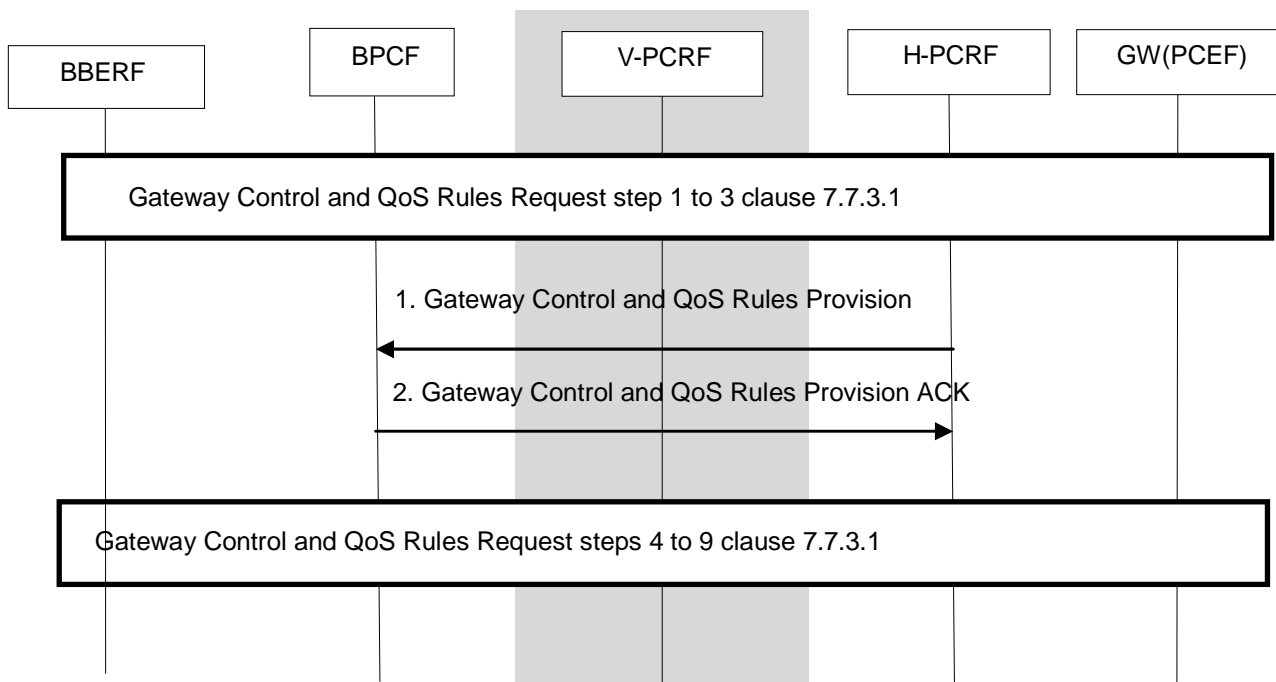 BBERF
BPCF
V-PCRF
H-PCRF
GW(PCEF)
Gateway Control and QoS Rules Request step 1 to 3 clause 7.7.3.1
1. Gateway Control and QoS Rules Provision
2. Gateway Control and QoS Rules Provision ACK
Gateway Control and QoS Rules Request steps 4 to 9 clause 7.7.3.1